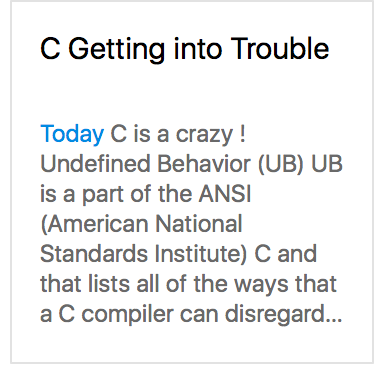 C Getting into Trouble
Today C is a crazy !
Undefined Behavior (UB) UB
is a part of the ANSI
(American National
Standards Institute) C and
that lists all of the ways that
a C compiler can disregard...